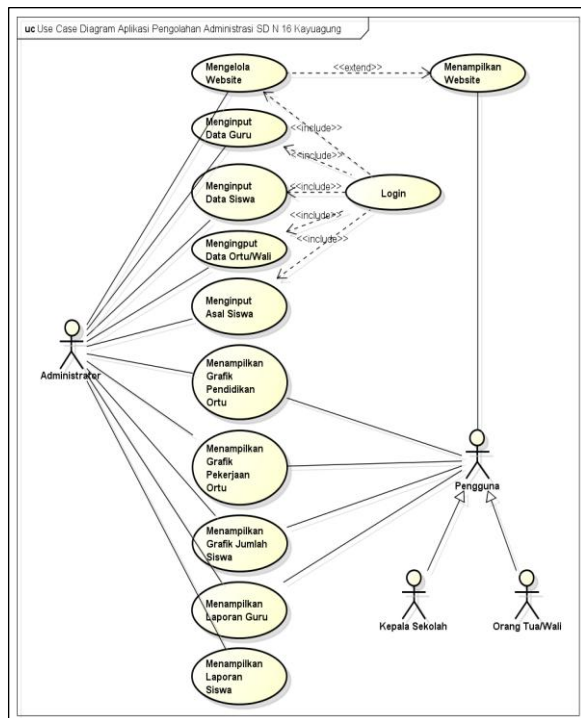 uc Use Case Diagram Aplikasi Pengolahan Administrasi SD N 16 Kayuagung
Mengelola
Website
<<extend>>
Menampilkan
Website
Menginput
Data Guru
<<include>>
<<include>>
Menginput
Data Siswa
<<include>>
Login
<<include>>
Mengingput
Data Ortu/Wali
<<include>>
Menginput
Asal Siswa
Administrator
Menampilkan
Grafik
Pendidikan
Ortu
Menampilkan
Grafik
Pekerjaan
Ortu
Pengguna
Menampilkan
Grafik Jumlah
Siswa
Menampilkan
Laporan Guru
Kepala Sekolah
Orang Tua/Wali
Menampilkan
Laporan
Siswa